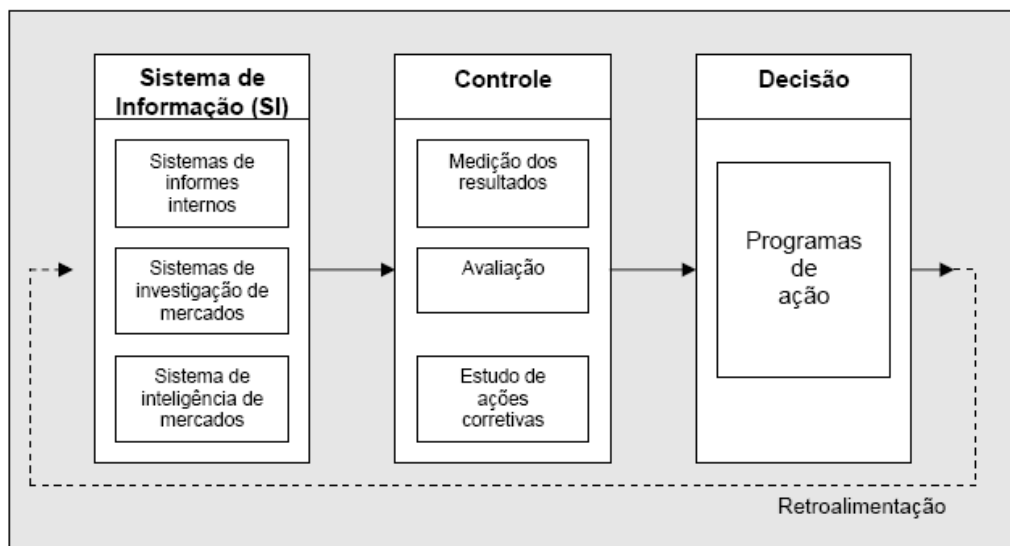 Sistema de
Informação (SI)
Sistemas de
informes
internos
Sistemas de
investigação de
mercados
Sistema de
inteligência de
mercados
Controle
Medição dos
resultados
Avaliação
Estudo de
ações
corretivas
Decisão
Programas
de
ação
Retroalimentação